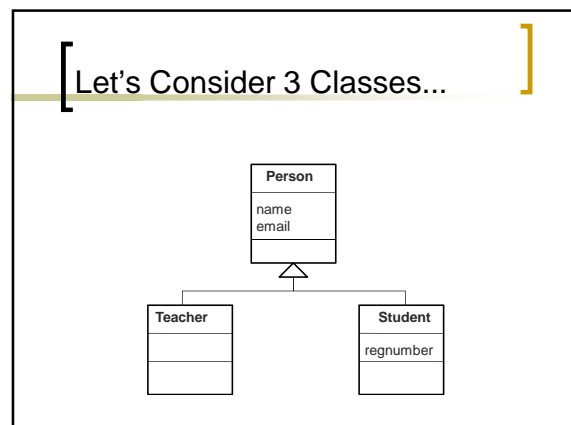 Let's Consider 3 Classes...
Person
name
email
Teacher
Student
regnumber